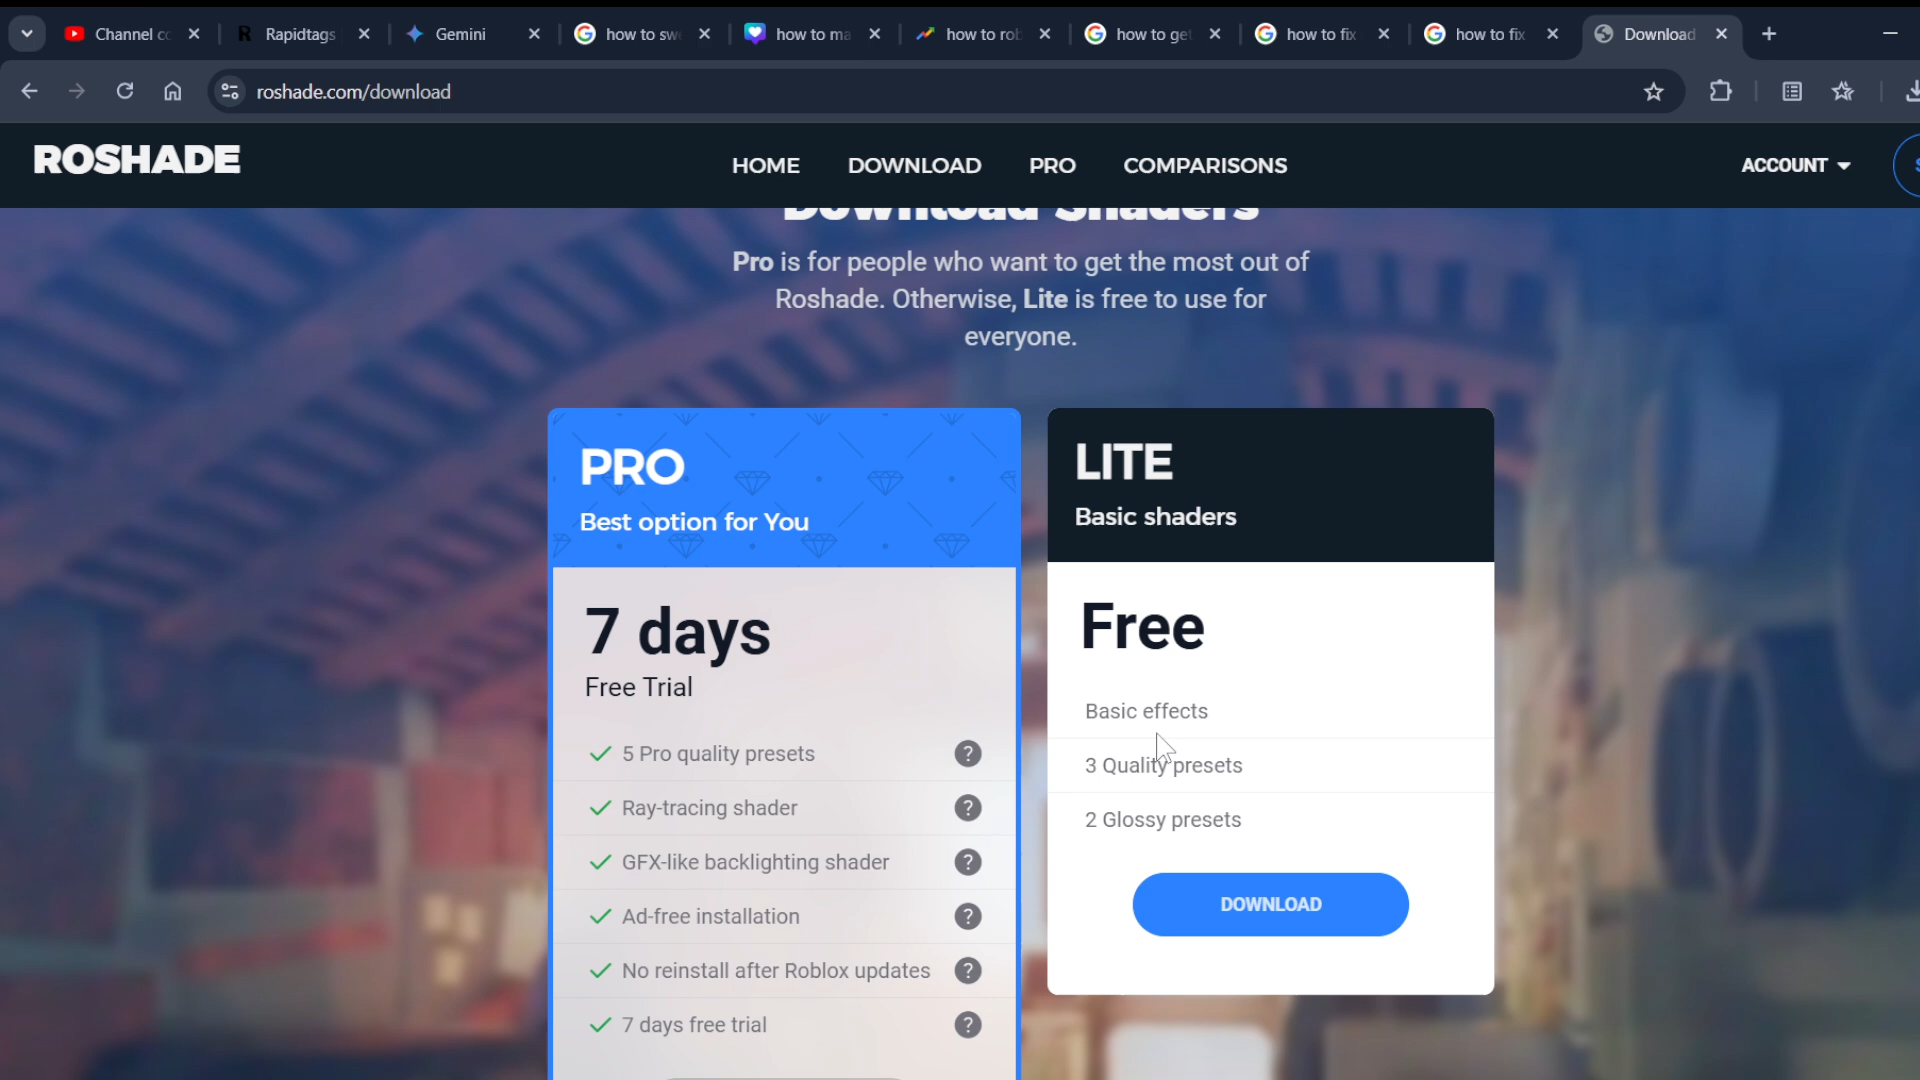 Channel co
Rapidtags
Gemini
how to sw
how to ma
how to rob
how to get
how to fix
how to fix
Download
roshade.com/download
ROSHADE
HOME
DOWNLOAD
PRO
COMPARISONS
ACCOUNT
Download Shaders
Pro is for people who want to get the most out of
Roshade. Otherwise, Lite is free to use for
everyone.
PRO
Best option for You
7 days
Free Trial
5 Pro quality presets ?
Ray-tracing shader ?
GFX-like backlighting shader ?
Ad-free installation ?
No reinstall after Roblox updates ?
7 days free trial ?
LITE
Basic shaders
Free
Basic effects
3 Quality presets
2 Glossy presets
DOWNLOAD